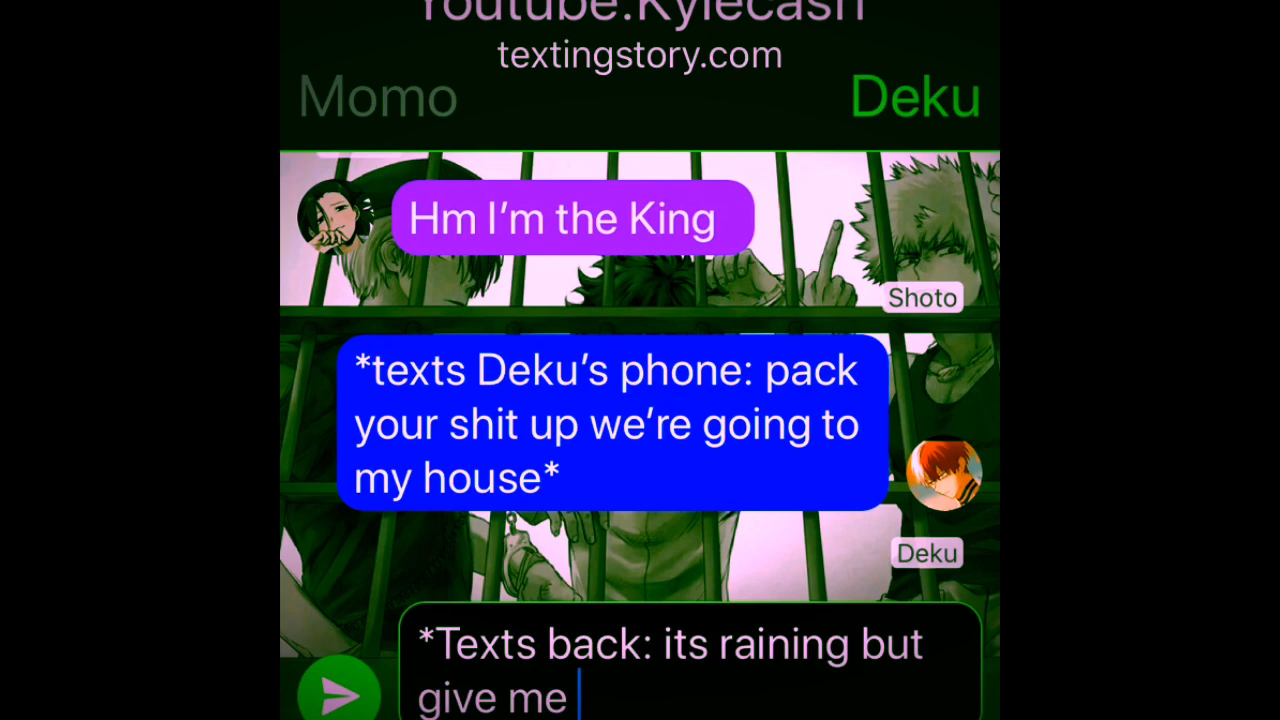 Youtube:Kylecash
textingstory.com
Momo
Deku
Hm I’m the King
Shoto
*texts Deku’s phone: pack
your shit up we’re going to
my house*
Deku
*Texts back: its raining but
give me